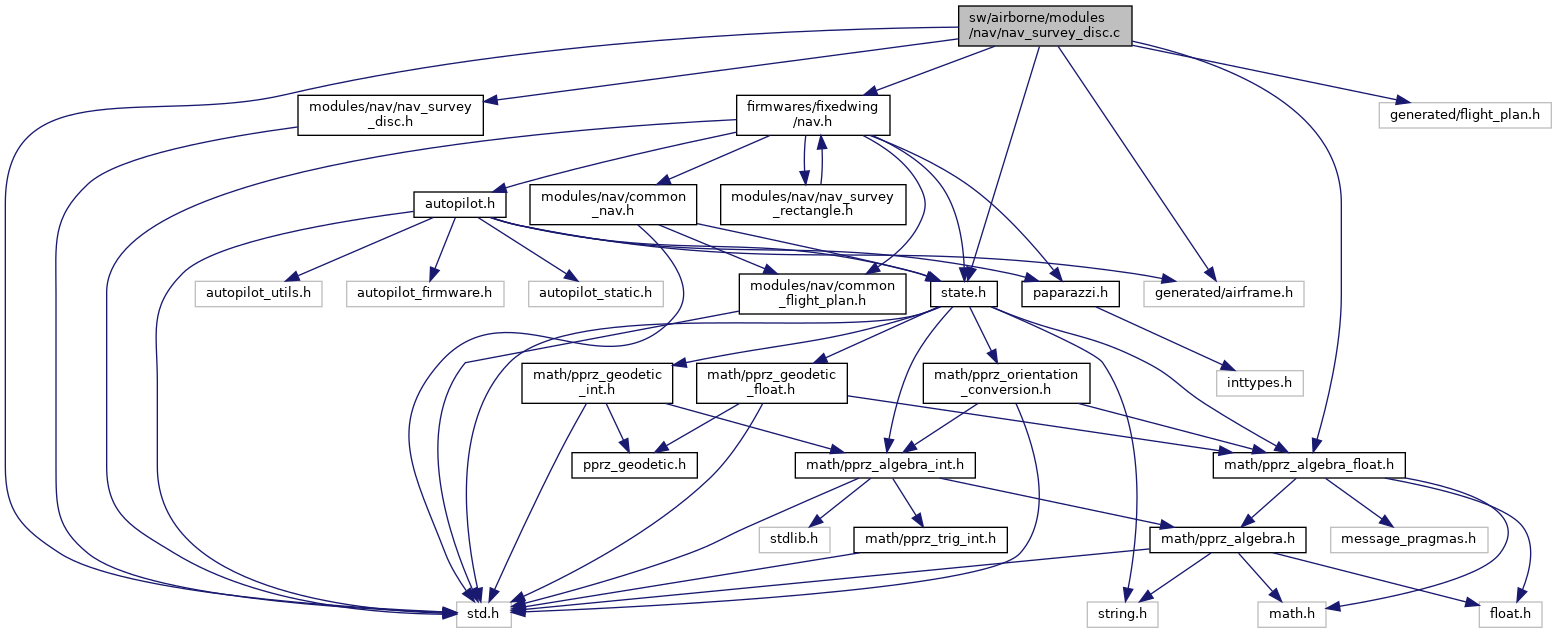 sw/airborne/modules
/nav/nav_survey_disc.c
modules/nav/nav_survey
_disc.h
firmwares/fixedwing
/nav.h
generated/flight_plan.h
autopilot.h
modules/nav/common
_nav.h
modules/nav/nav_survey
_rectangle.h
autopilot_utils.h
autopilot_firmware.h
autopilot_static.h
modules/nav/common
_flight_plan.h
state.h
paparazzi.h
generated/airframe.h
math/pprz_geodetic
_int.h
math/pprz_geodetic
_float.h
math/pprz_orientation
_conversion.h
inttypes.h
pprz_geodetic.h
math/pprz_algebra_int.h
math/pprz_algebra_float.h
stdlib.h
math/pprz_trig_int.h
math/pprz_algebra.h
message_pragmas.h
std.h
string.h
math.h
float.h